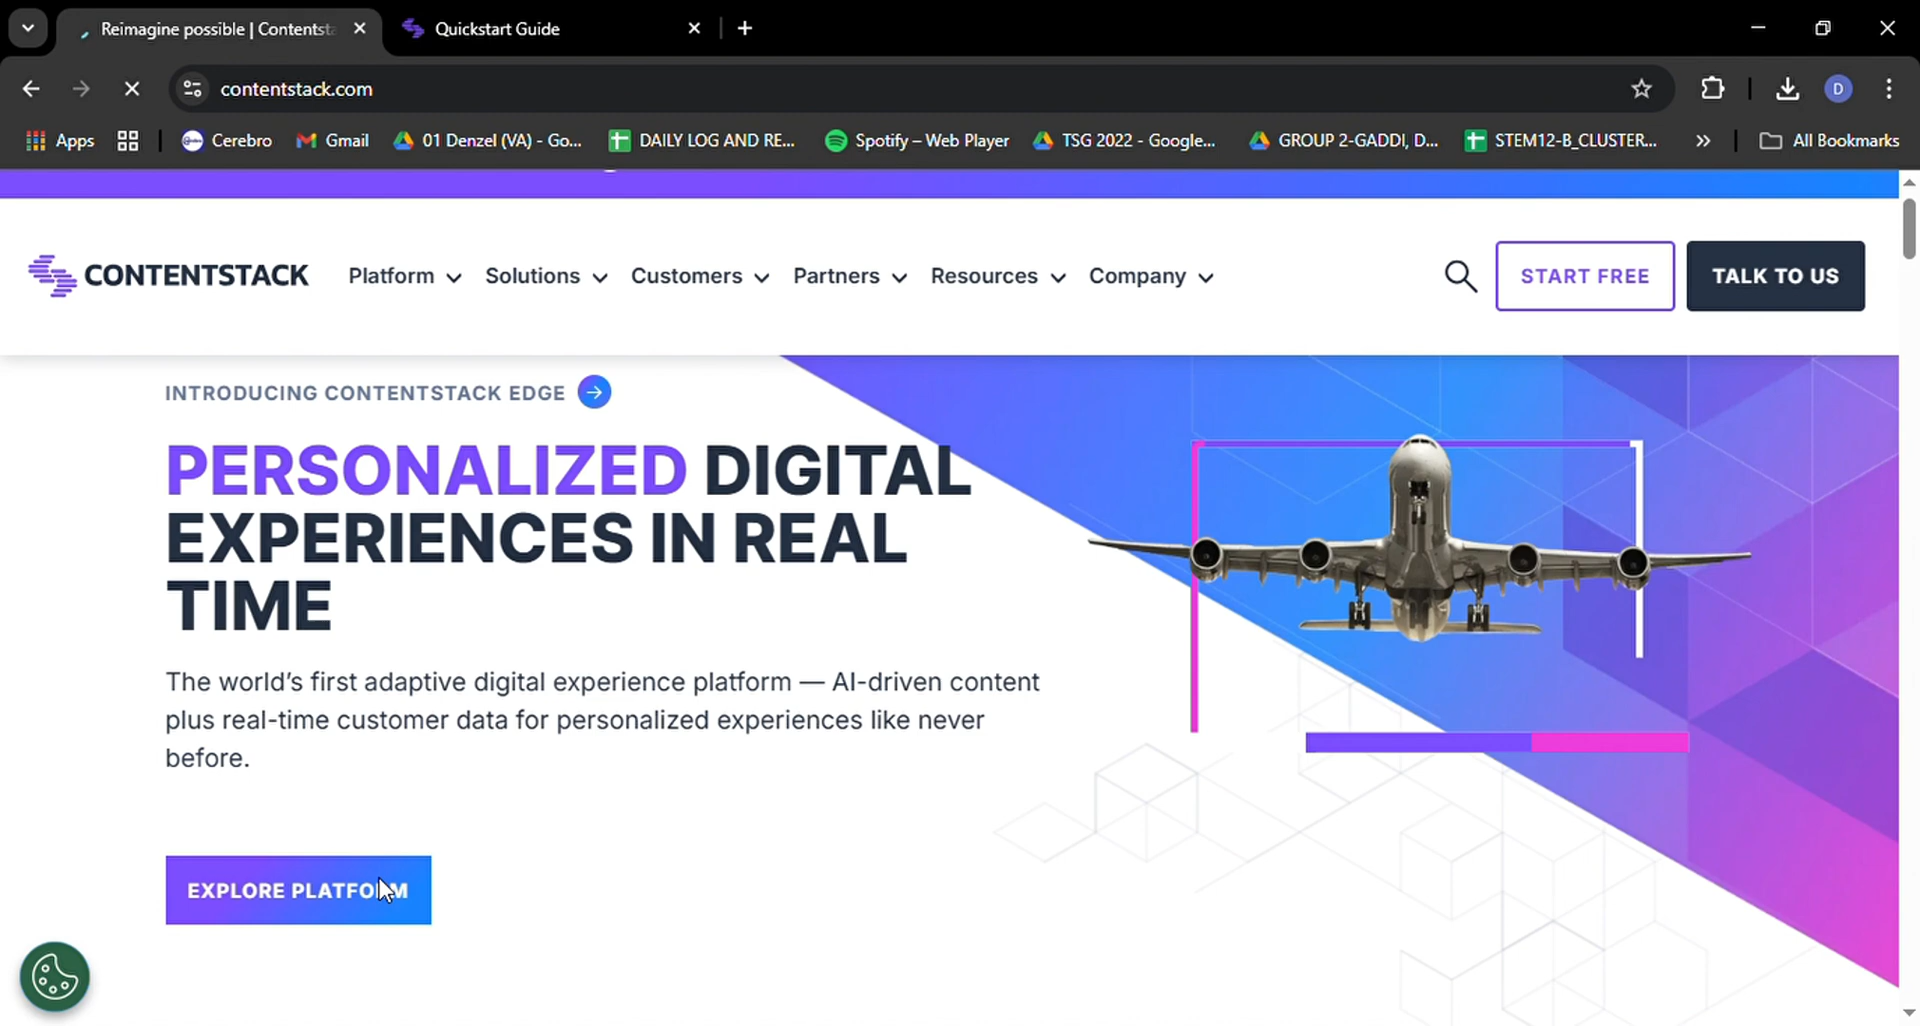 Reimagine possible | Contentsta
Quickstart Guide
contentstack.com
Apps
Cerebro
Gmail
01 Denzel (VA) - Go...
DAILY LOG AND RE...
Spotify – Web Player
TSG 2022 - Google...
GROUP 2-GADDI, D...
STEM12-B_CLUSTER...
All Bookmarks
D
CONTENTSTACK
Platform
Solutions
Customers
Partners
Resources
Company
START FREE
TALK TO US
INTRODUCING CONTENTSTACK EDGE
PERSONALIZED DIGITAL
EXPERIENCES IN REAL
TIME
The world's first adaptive digital experience platform — AI-driven content
plus real-time customer data for personalized experiences like never
before.
EXPLORE PLATFORM